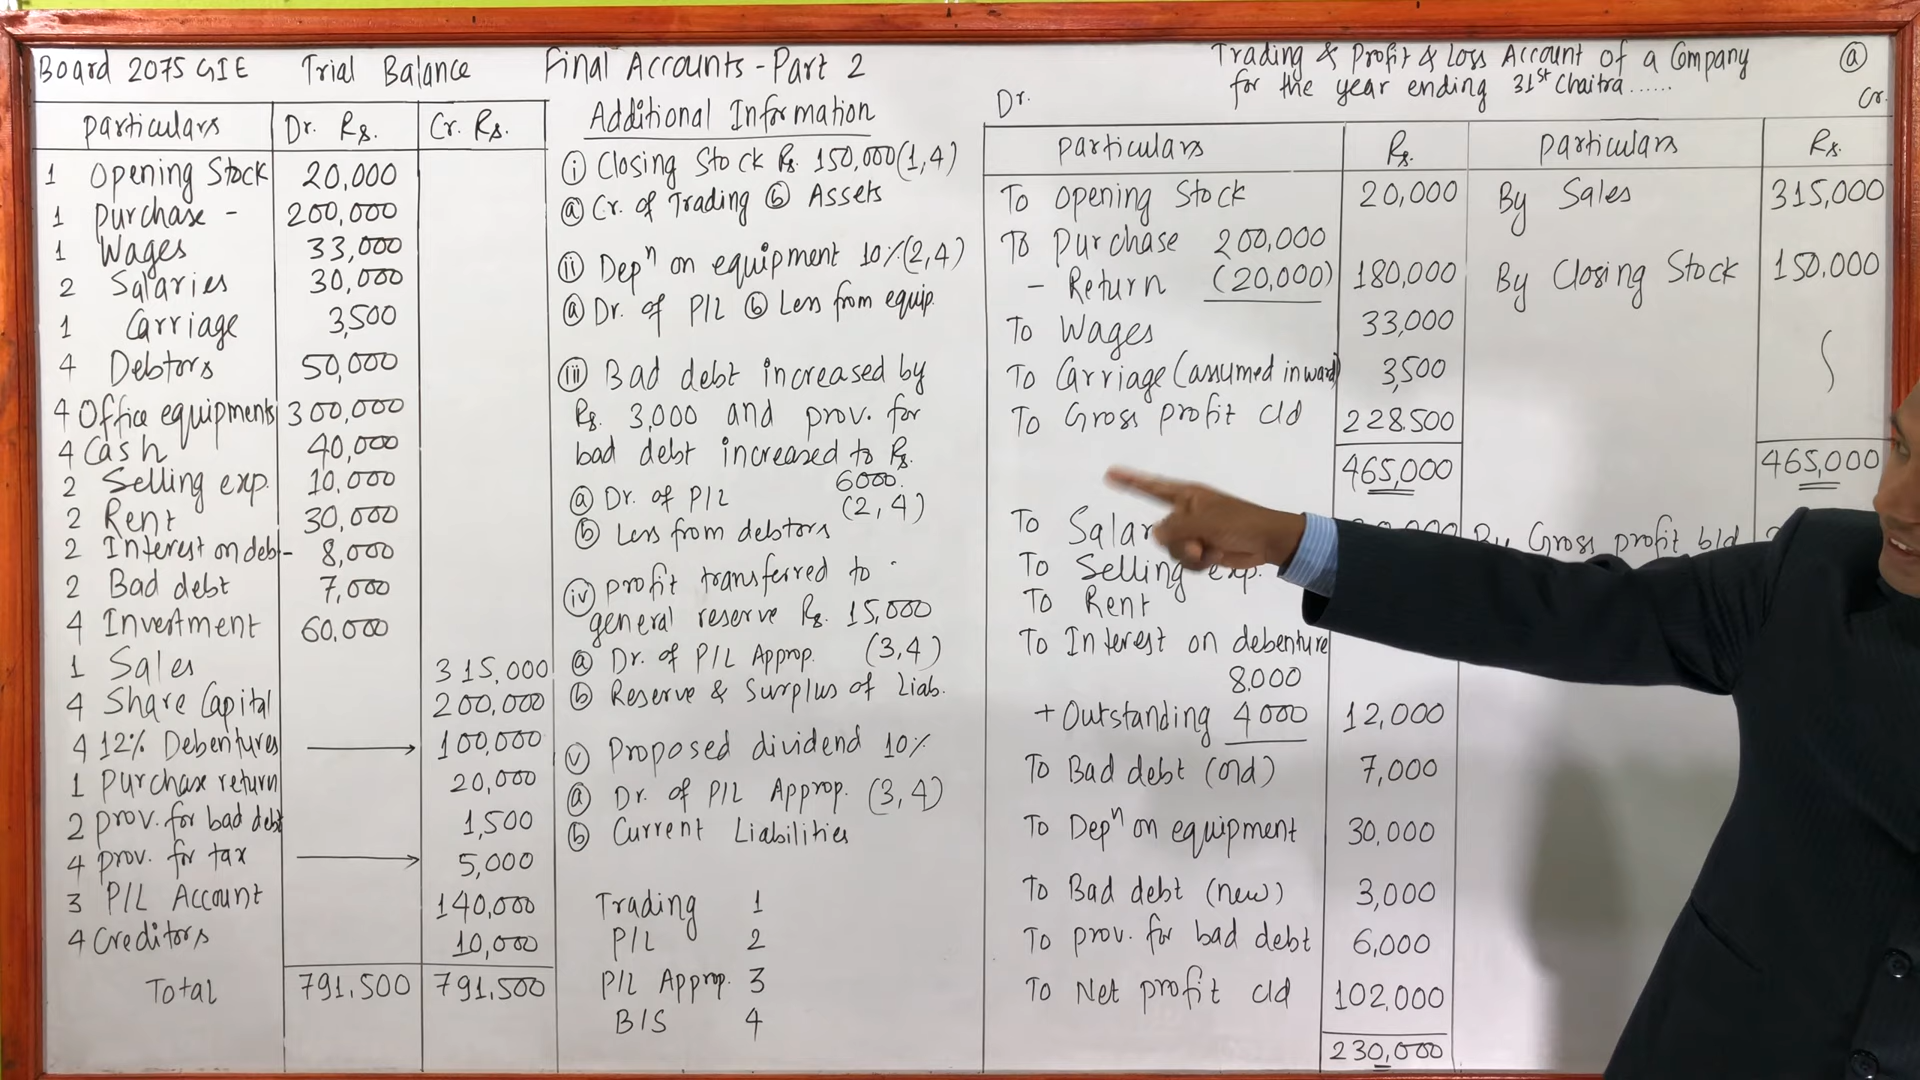 Board 2075 GIE Trial Balance Final Accounts - Part 2
particulars Dr. Rs. Cr. Rs.
1 Opening Stock 20,000
1 purchase - 200,000
1 Wages 33,000
2 Salaries 30,000
1 Carriage 3,500
4 Debtors 50,000
4 Office equipments 300,000
4 Cash 40,000
2 Selling exp. 10,000
2 Rent 30,000
2 Interest on deb- 8,000
2 Bad debt 7,000
4 Investment 60,000
1 Sales 315,000
4 Share Capital 200,000
4 12% Debentures 100,000
1 Purchase return 20,000
2 prov. for bad debt 1,500
4 prov. for tax 5,000
3 P/L Account 140,000
4 Creditors 10,000
Total 791,500 791,500
Additional Information
(i) Closing Stock Rs. 150,000 (1,4)
(a) Cr. of Trading (b) Assets
(ii) Depn on equipment 10% (2,4)
(a) Dr. of P/L (b) Less from equip.
(iii) Bad debt increased by
Rs. 3,000 and prov. for
bad debt increased to Rs.
6000.
(a) Dr. of P/L (2,4)
(b) Less from debtors
(iv) profit transferred to
general reserve Rs. 15,000
(a) Dr. of P/L Approp. (3,4)
(b) Reserve & Surplus of Liab.
(v) Proposed dividend 10%
(a) Dr. of P/L Approp. (3,4)
(b) Current Liabilities
Trading 1
P/L 2
P/L Approp. 3
B/S 4
Trading & Profit & Loss Account of a Company (a)
for the year ending 31st Chaitra......
Dr. Cr.
particulars Rs. particulars Rs.
To Opening Stock 20,000 By Sales 315,000
To Purchase 200,000
- Return (20,000) 180,000 By Closing Stock 150,000
To Wages 33,000
To Carriage (assumed inward) 3,500
To Gross profit c/d 228,500
465,000 465,000
To Salar By Gross profit b/d
To Selling exp.
To Rent
To Interest on debenture
8,000
+ Outstanding 4000 12,000
To Bad debt (old) 7,000
To Depn on equipment 30,000
To Bad debt (new) 3,000
To prov. for bad debt 6,000
To Net profit c/d 102,000
230,000